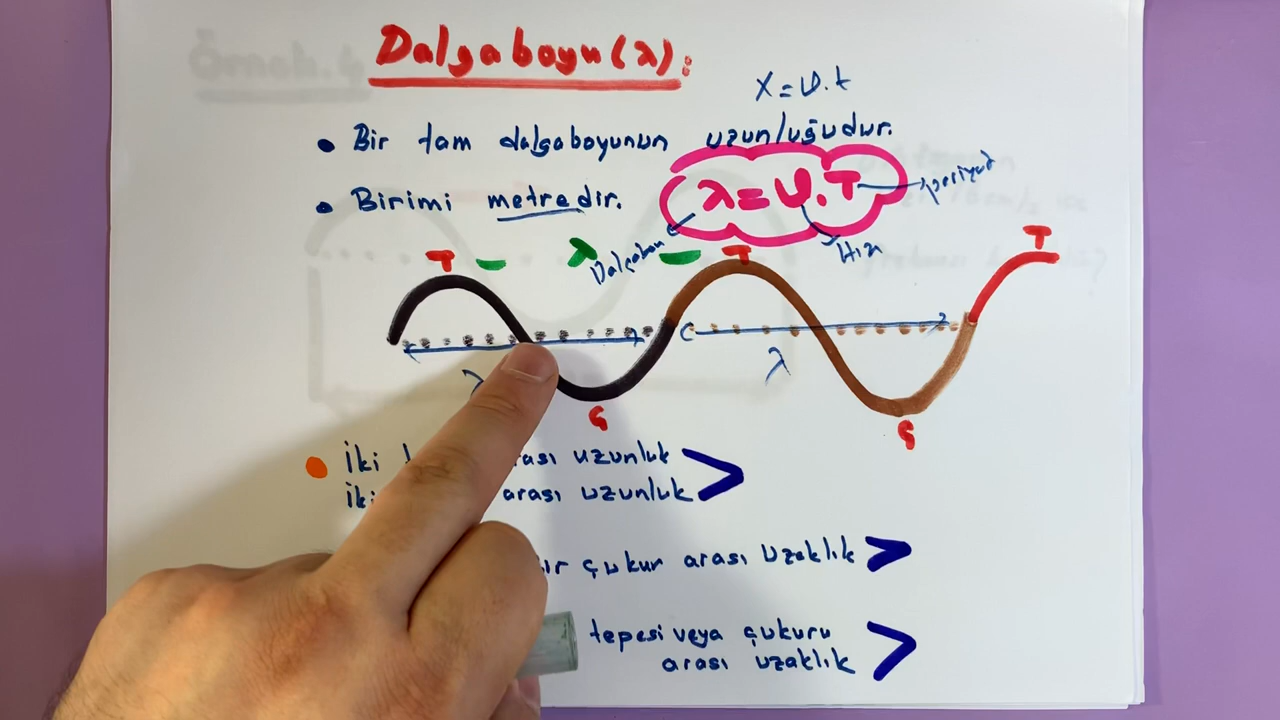 Dalgaboyu(λ):
X=υ.t
• Bir tam dalgaboyunun uzunluğudur.
• Birimi metredir.
λ=υ.T
periyot
Dalgaboyu
Hız
T
λ
T
T
λ
λ
Ç
Ç
İki arası uzunluk
arası uzunluk
çukur arası uzaklık
tepesi veya çukuru
arası uzaklık